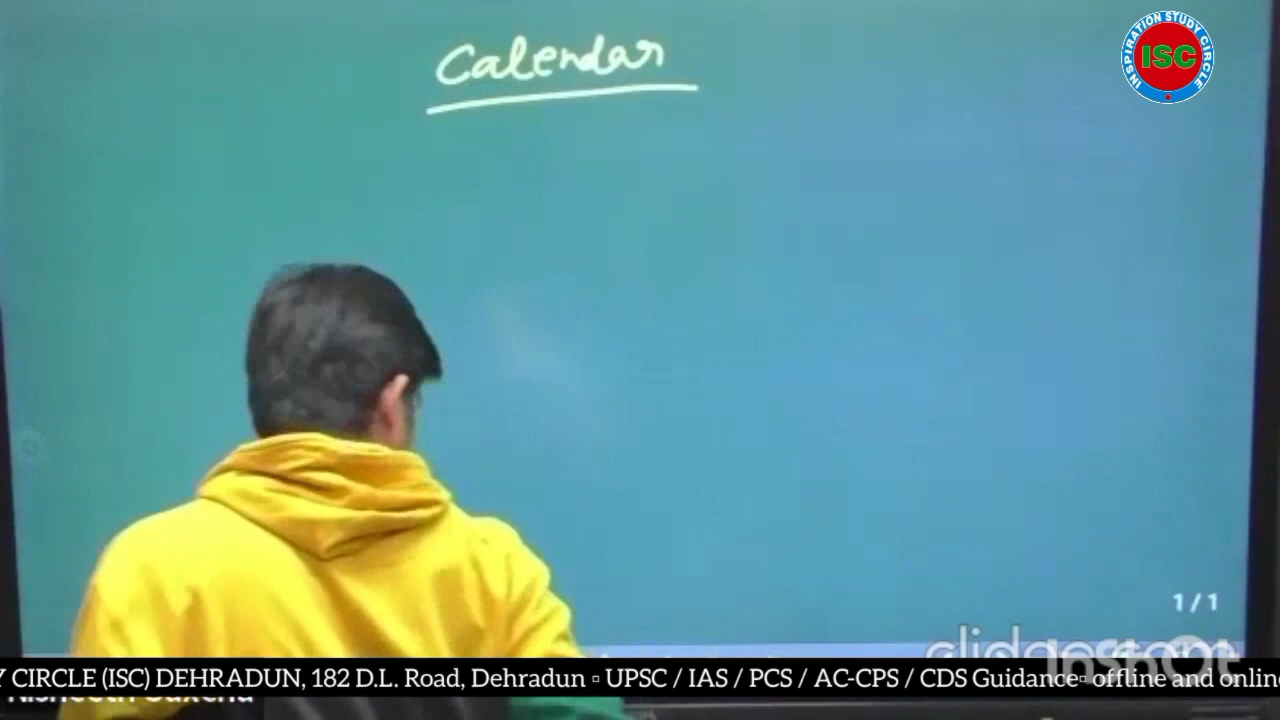 Calendar
INSPIRATION STUDY CIRCLE
ISC
1/1
Y CIRCLE (ISC) DEHRADUN, 182 D.L. Road, Dehradun ▫ UPSC / IAS / PCS / AC-CPS / CDS Guidance▫ offline and online